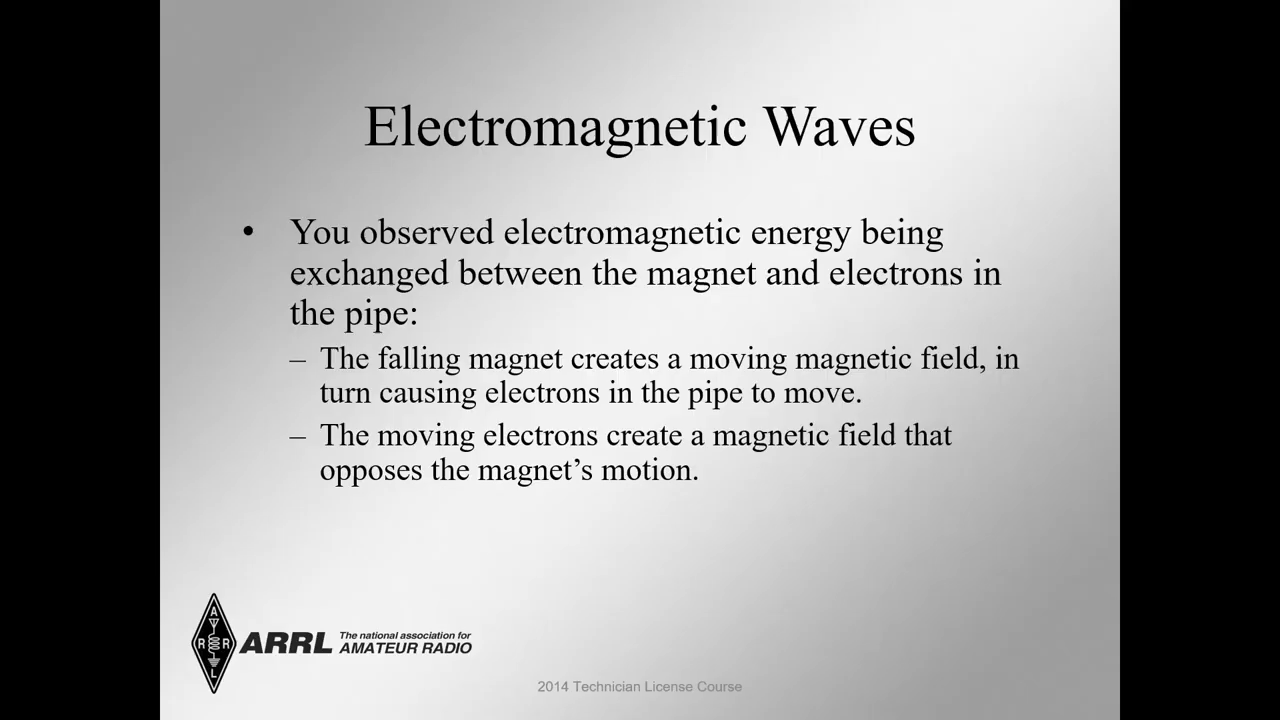 Electromagnetic Waves
• You observed electromagnetic energy being
exchanged between the magnet and electrons in
the pipe:
– The falling magnet creates a moving magnetic field, in
turn causing electrons in the pipe to move.
– The moving electrons create a magnetic field that
opposes the magnet’s motion.
A
R R
L
ARRL The national association for
AMATEUR RADIO
2014 Technician License Course